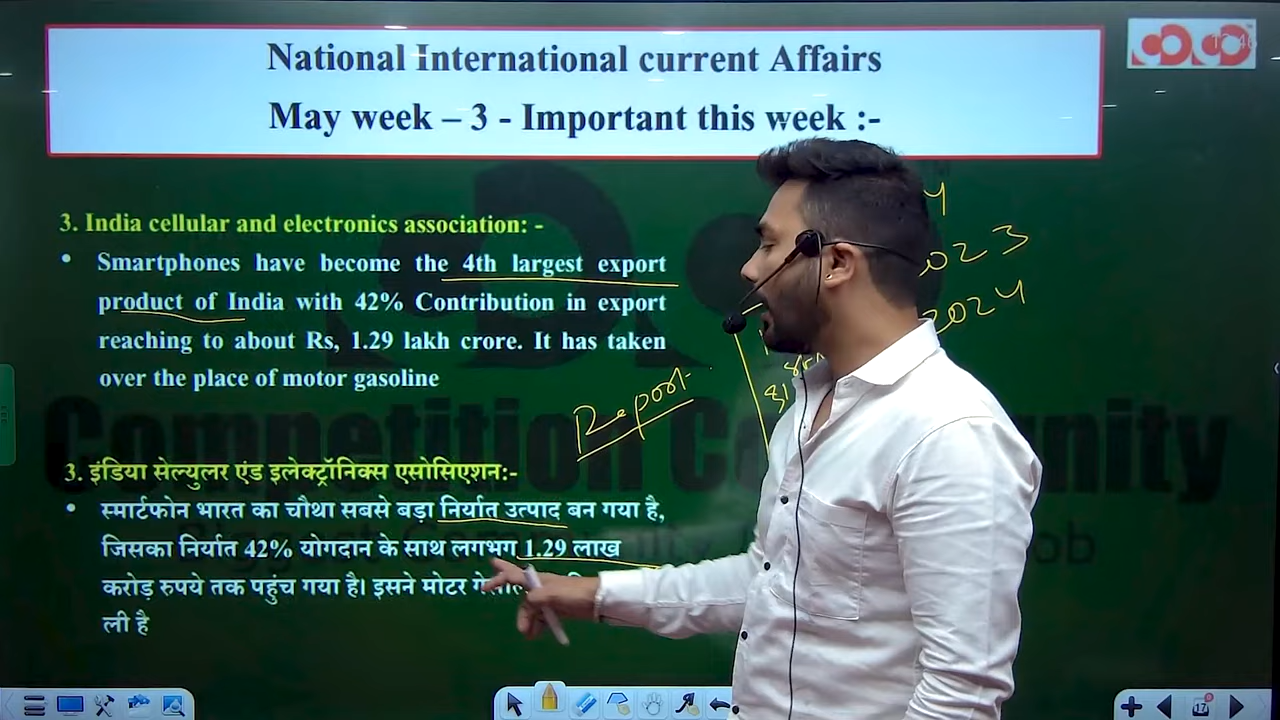 National International current Affairs
May week – 3 - Important this week :-
3. India cellular and electronics association: -
• Smartphones have become the 4th largest export
product of India with 42% Contribution in export
reaching to about Rs, 1.29 lakh crore. It has taken
over the place of motor gasoline
Report
2024
3. इंडिया सेल्युलर एंड इलेक्ट्रॉनिक्स एसोसिएशन:-
• स्मार्टफोन भारत का चौथा सबसे बड़ा निर्यात उत्पाद बन गया है,
जिसका निर्यात 42% योगदान के साथ लगभग 1.29 लाख
करोड़ रुपये तक पहुंच गया है। इसने मोटर
ली है
17